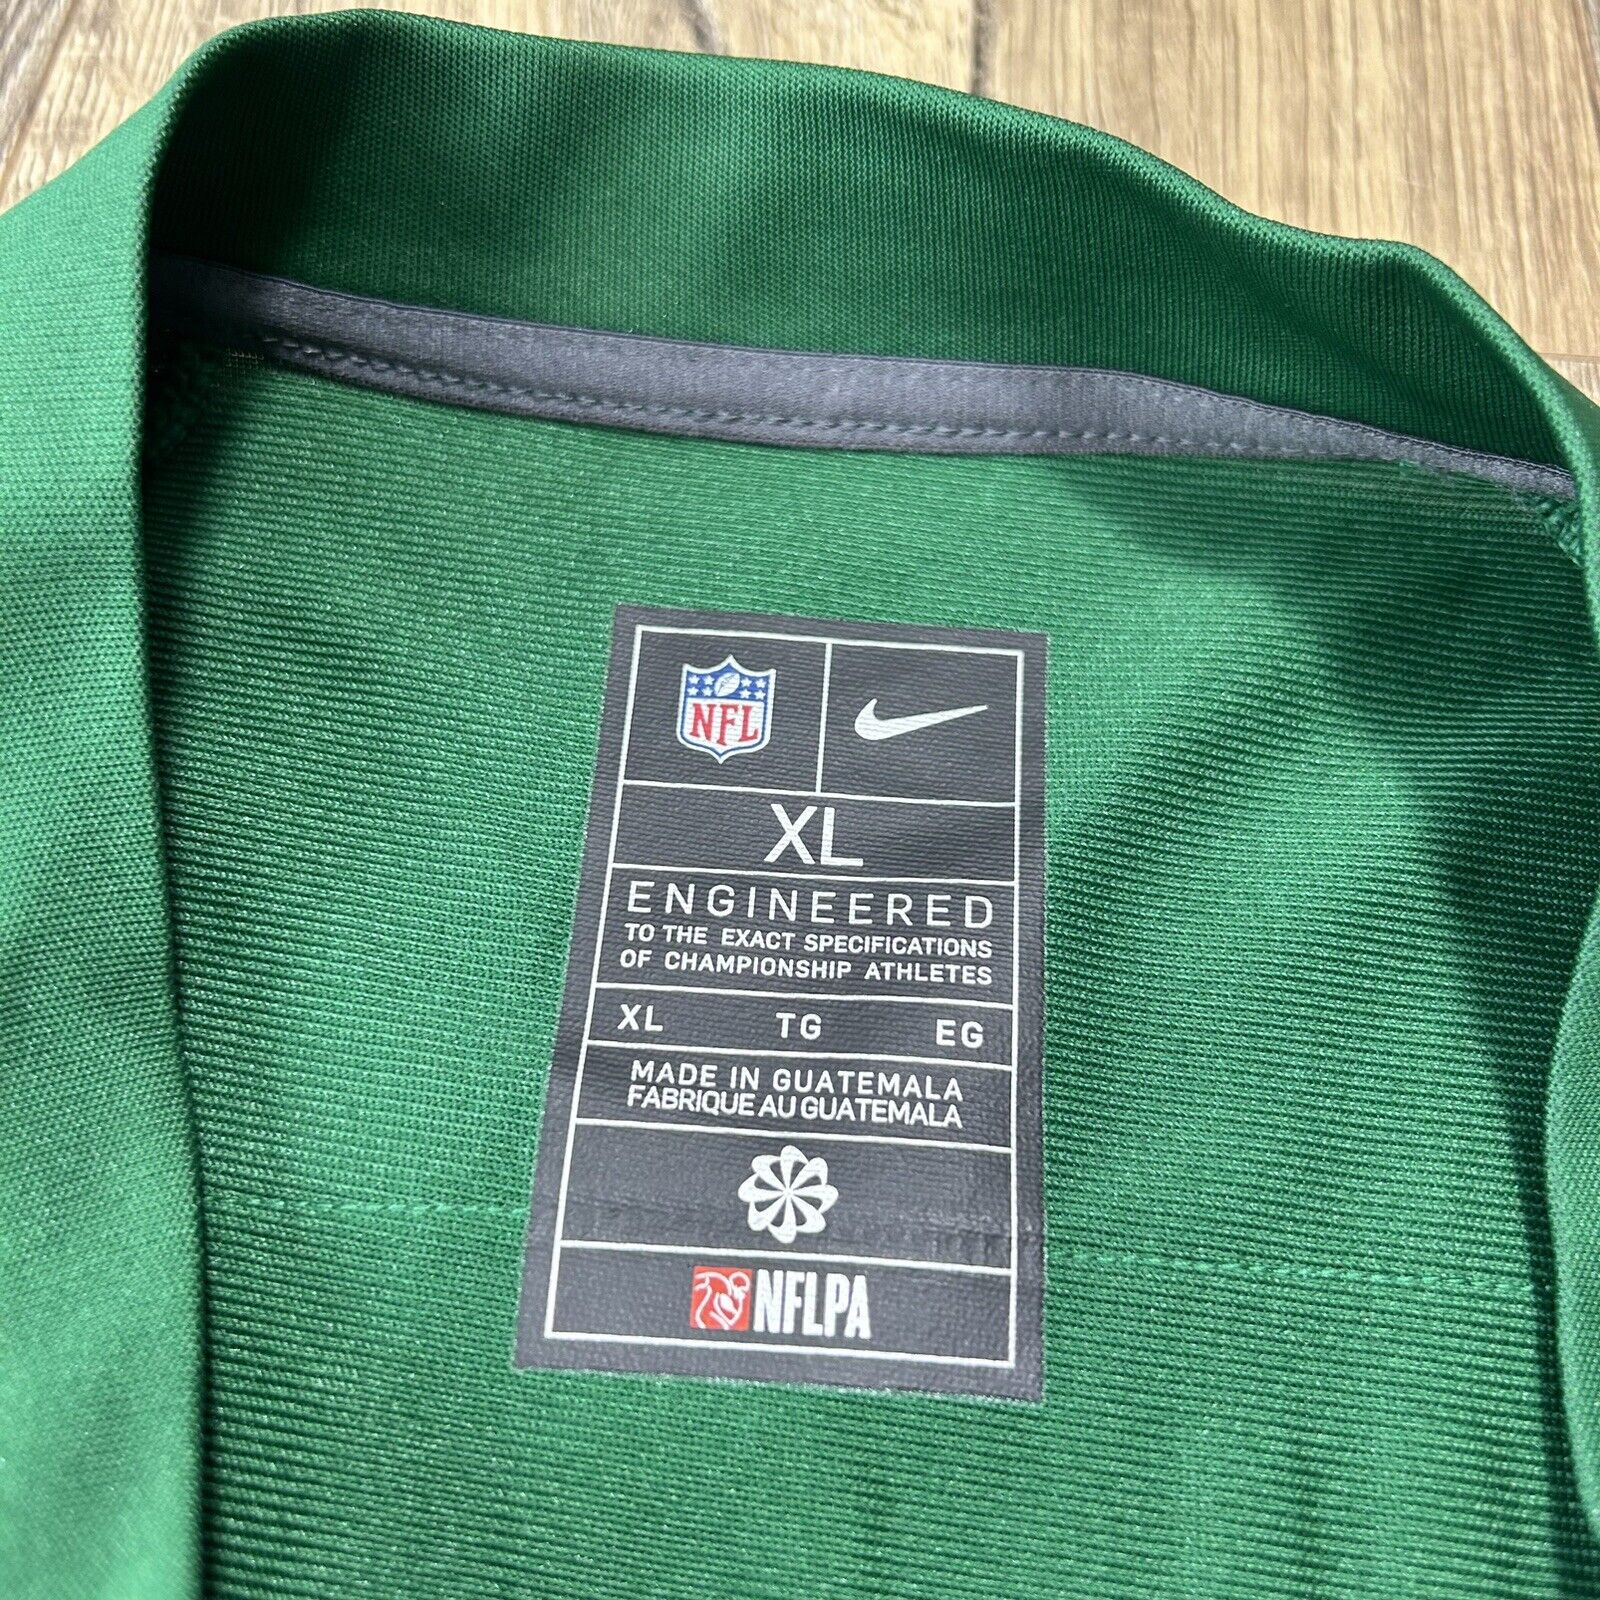 NFL
XL
ENGINEERED
TO THE EXACT SPECIFICATIONS
OF CHAMPIONSHIP ATHLETES
XL TG EG
MADE IN GUATEMALA
FABRIQUE AU GUATEMALA
NFLPA